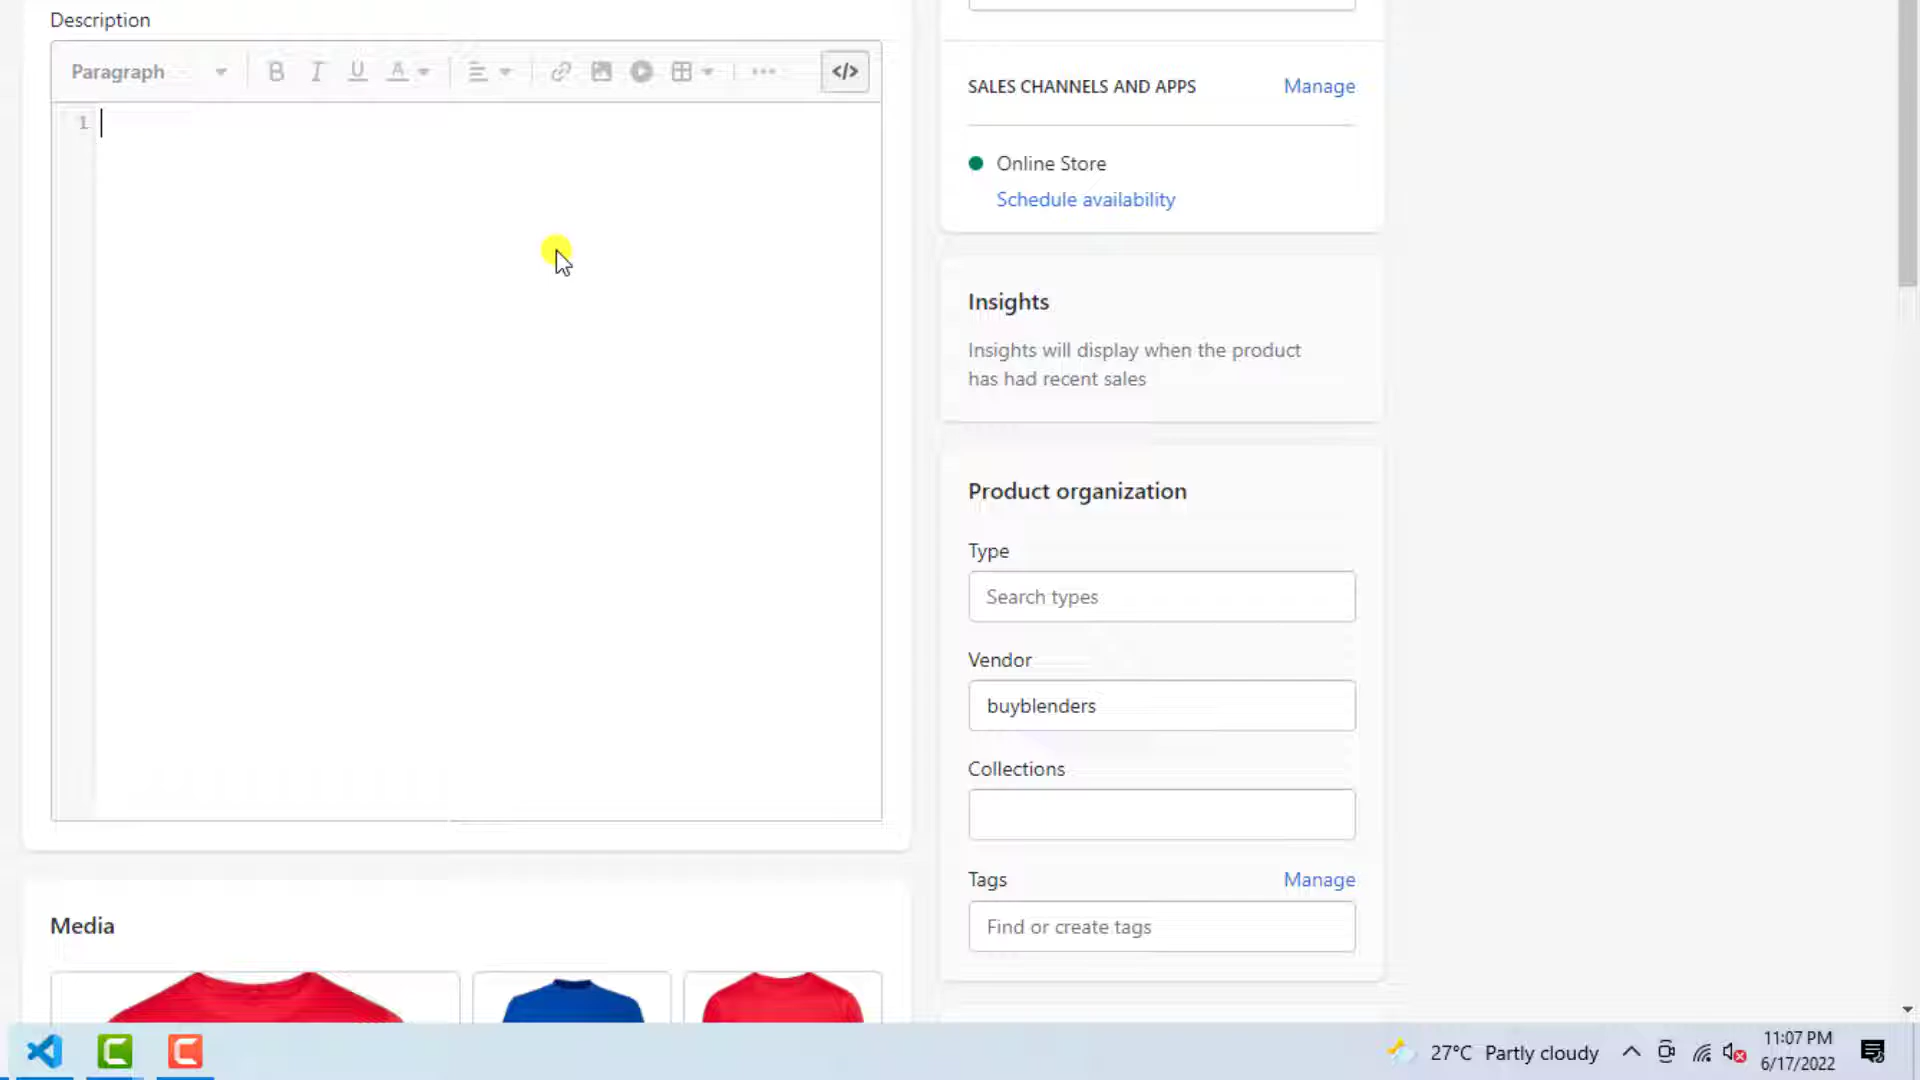 Description
Paragraph
B I U A
</>
1
SALES CHANNELS AND APPS
Manage
Online Store
Schedule availability
Insights
Insights will display when the product
has had recent sales
Product organization
Type
Search types
Vendor
buyblenders
Collections
Tags
Manage
Find or create tags
Media
27°C Partly cloudy
11:07 PM
6/17/2022